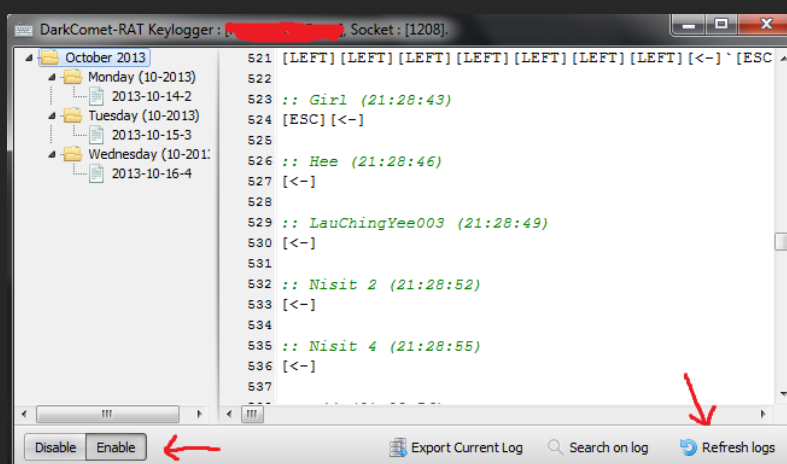 DarkComet-RAT Keylogger : [
], Socket : [1208].
October 2013
Monday (10-2013)
2013-10-14-2
Tuesday (10-2013)
2013-10-15-3
Wednesday (10-201
2013-10-16-4
521 [LEFT][LEFT][LEFT][LEFT][LEFT][LEFT][LEFT][<-]`[ESC
522
523 :: Girl (21:28:43)
524 [ESC][<-]
525
526 :: Hee (21:28:46)
527 [<-]
528
529 :: LauChingYee003 (21:28:49)
530 [<-]
531
532 :: Nisit 2 (21:28:52)
533 [<-]
534
535 :: Nisit 4 (21:28:55)
536 [<-]
537
Disable Enable
Export Current Log Search on log Refresh logs